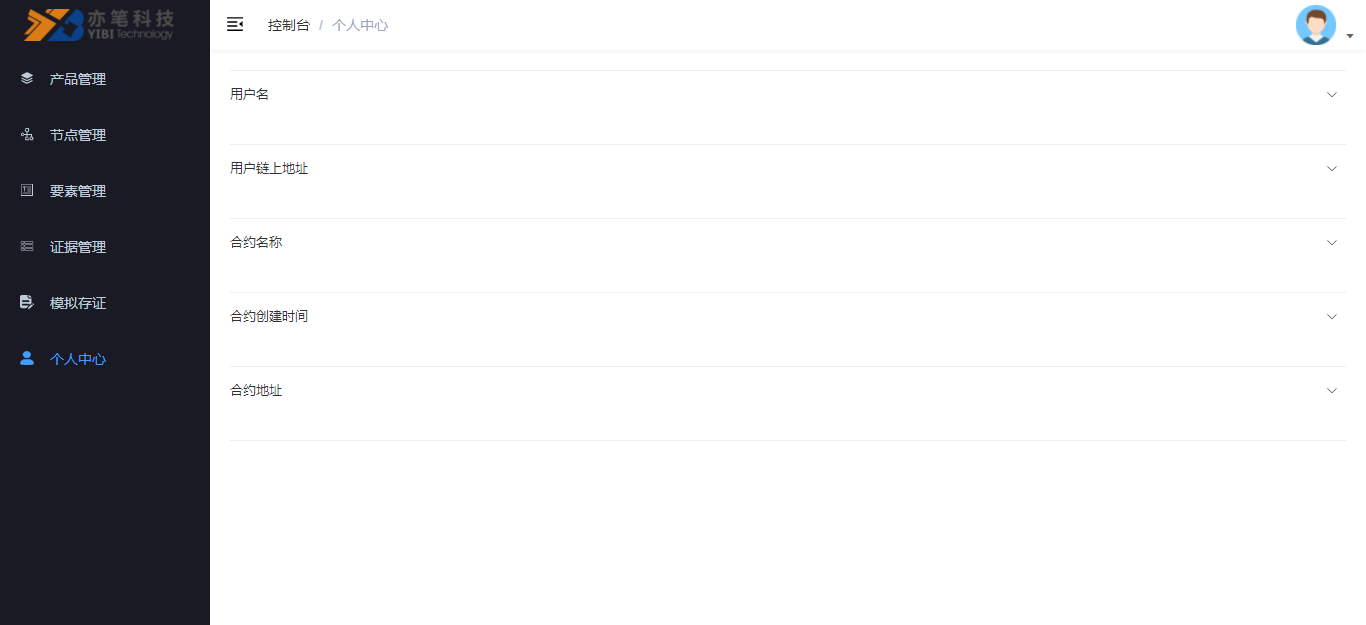 亦笔科技
YIBI Technology
控制台 / 个人中心
产品管理
节点管理
要素管理
证据管理
模拟存证
个人中心
用户名
用户链上地址
合约名称
合约创建时间
合约地址